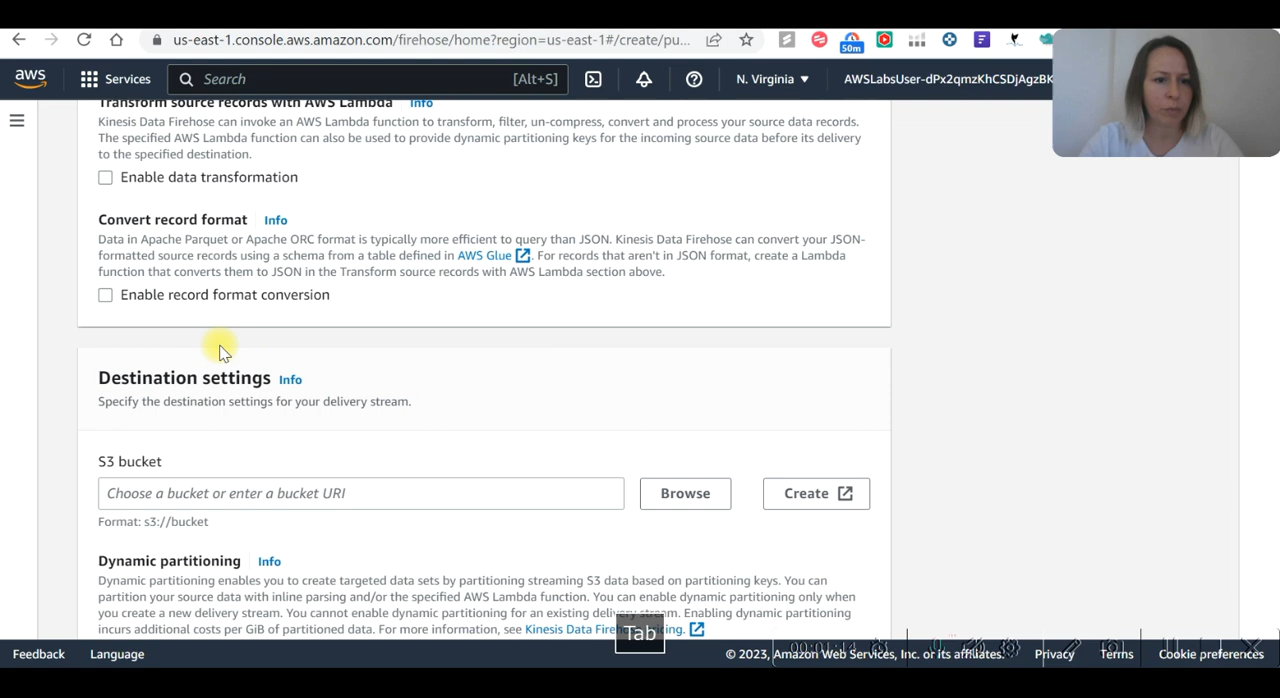 us-east-1.console.aws.amazon.com/firehose/home?region=us-east-1#/create/pu...
50m
aws
Services
Search
[Alt+S]
N. Virginia
AWSLabsUser-dPx2qmzKhCSDjAgzBK
Transform source records with AWS Lambda Info
Kinesis Data Firehose can invoke an AWS Lambda function to transform, filter, un-compress, convert and process your source data records.
The specified AWS Lambda function can also be used to provide dynamic partitioning keys for the incoming source data before its delivery
to the specified destination.
Enable data transformation
Convert record format Info
Data in Apache Parquet or Apache ORC format is typically more efficient to query than JSON. Kinesis Data Firehose can convert your JSON-
formatted source records using a schema from a table defined in AWS Glue . For records that aren't in JSON format, create a Lambda
function that converts them to JSON in the Transform source records with AWS Lambda section above.
Enable record format conversion
Destination settings Info
Specify the destination settings for your delivery stream.
S3 bucket
Choose a bucket or enter a bucket URI
Browse
Create
Format: s3://bucket
Dynamic partitioning Info
Dynamic partitioning enables you to create targeted data sets by partitioning streaming S3 data based on partitioning keys. You can
partition your source data with inline parsing and/or the specified AWS Lambda function. You can enable dynamic partitioning only when
you create a new delivery stream. You cannot enable dynamic partitioning for an existing delivery stream. Enabling dynamic partitioning
incurs additional costs per GiB of partitioned data. For more information, see Kinesis Data Firehose pricing.
Tab
Feedback
Language
© 2023, Amazon Web Services, Inc. or its affiliates.
Privacy
Terms
Cookie preferences